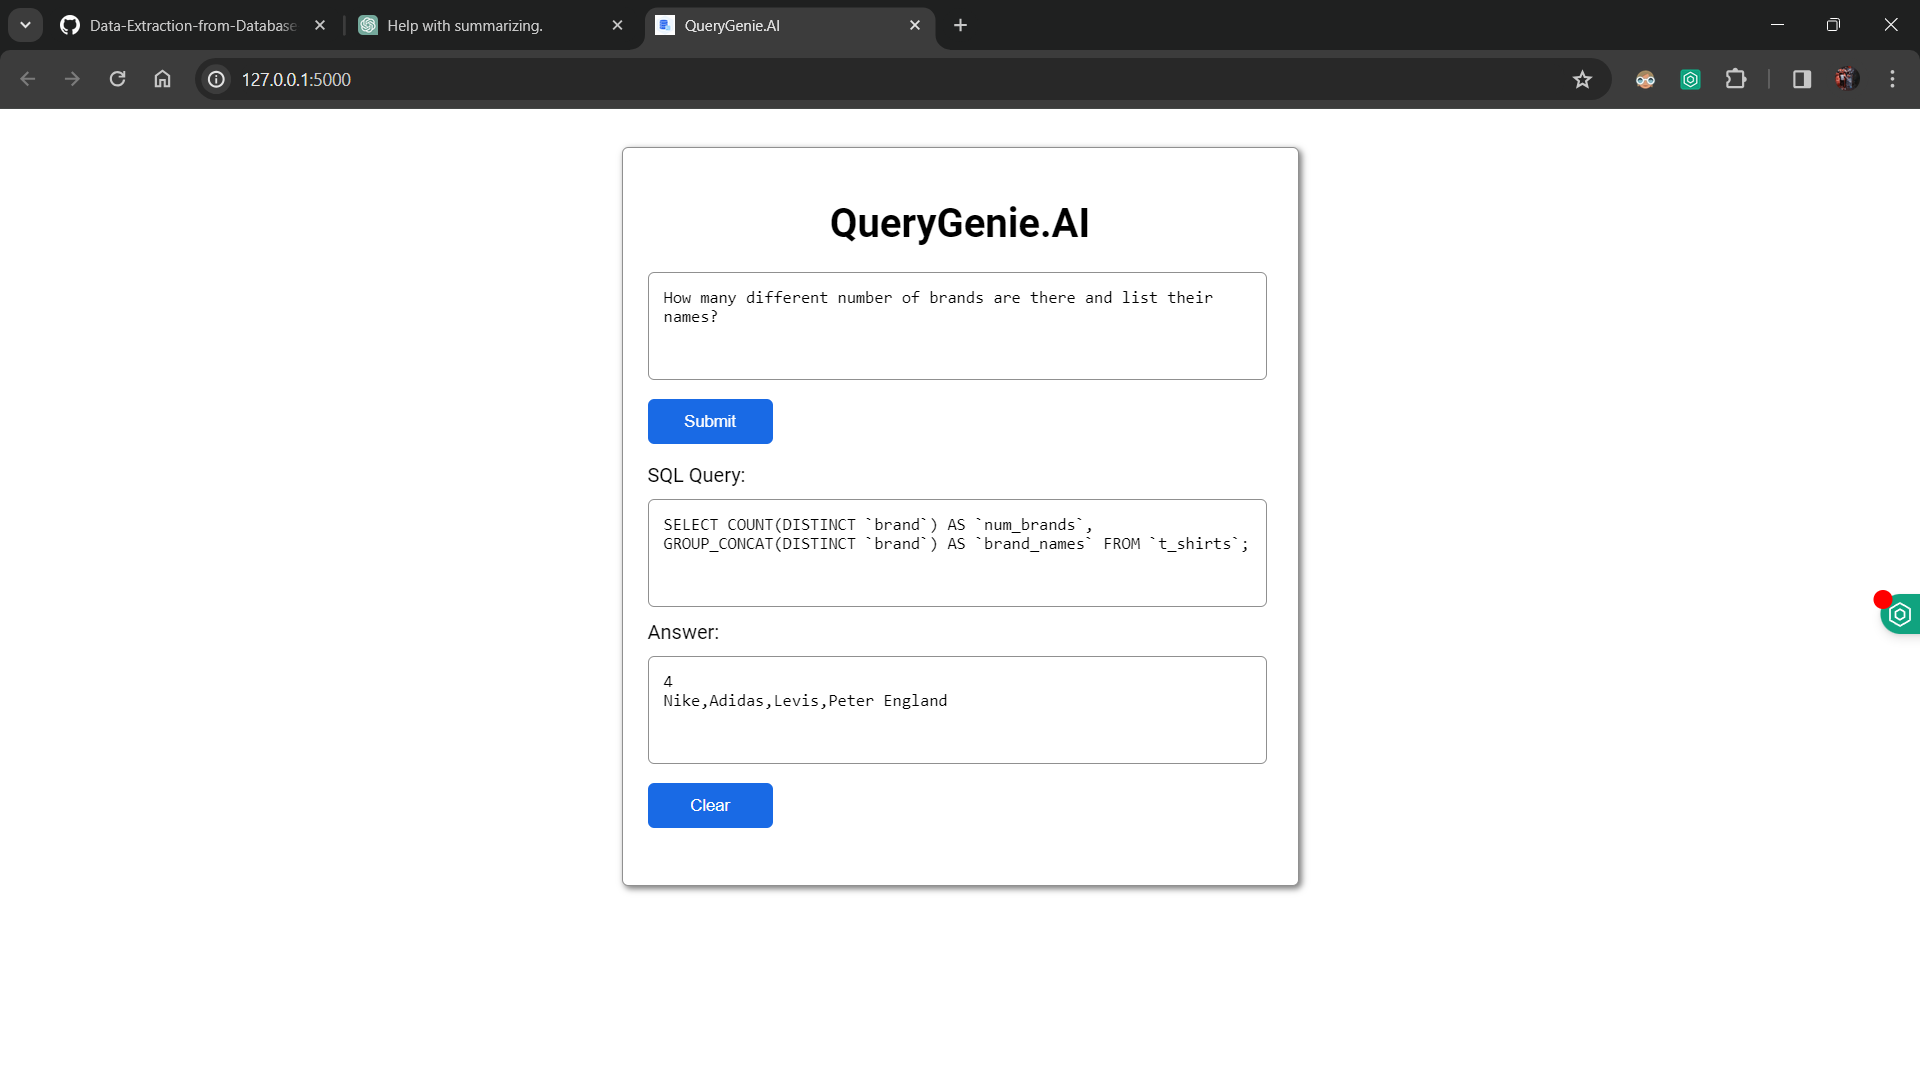 Data-Extraction-from-Database
Help with summarizing.
QueryGenie.AI
127.0.0.1:5000
QueryGenie.AI
How many different number of brands are there and list their
names?
Submit
SQL Query:
SELECT COUNT(DISTINCT `brand`) AS `num_brands`,
GROUP_CONCAT(DISTINCT `brand`) AS `brand_names` FROM `t_shirts`;
Answer:
4
Nike,Adidas,Levis,Peter England
Clear